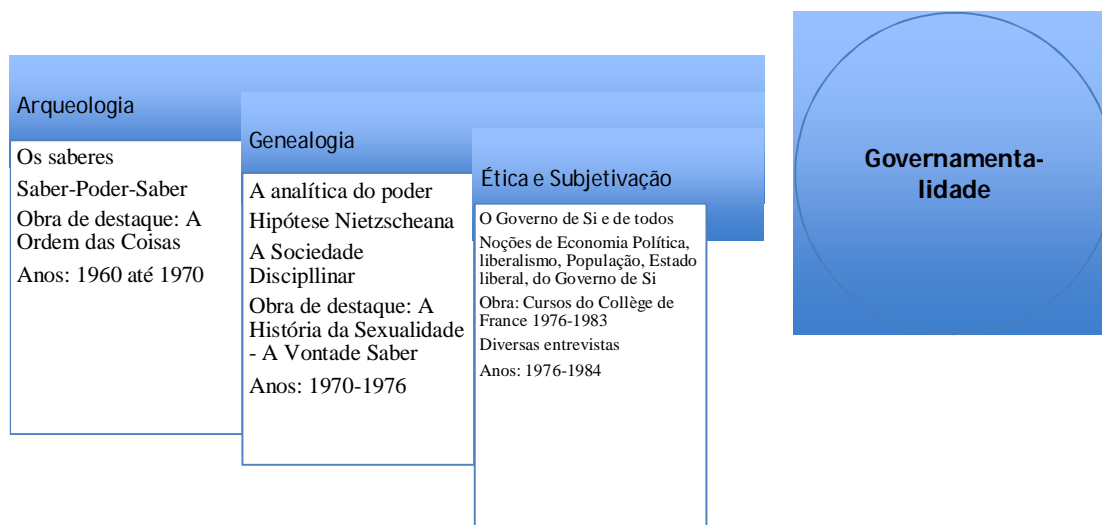 Arqueologia
Os saberes
Saber-Poder-Saber
Obra de destaque: A
Ordem das Coisas
Anos: 1960 até 1970
Genealogia
A analítica do poder
Hipótese Nietzscheana
A Sociedade
Discipllinar
Obra de destaque: A
História da Sexualidade
- A Vontade Saber
Anos: 1970-1976
Ética e Subjetivação
O Governo de Si e de todos
Noções de Economia Política,
liberalismo, População, Estado
liberal, do Governo de Si
Obra: Cursos do Collège de
France 1976-1983
Diversas entrevistas
Anos: 1976-1984
Governamenta-
lidade